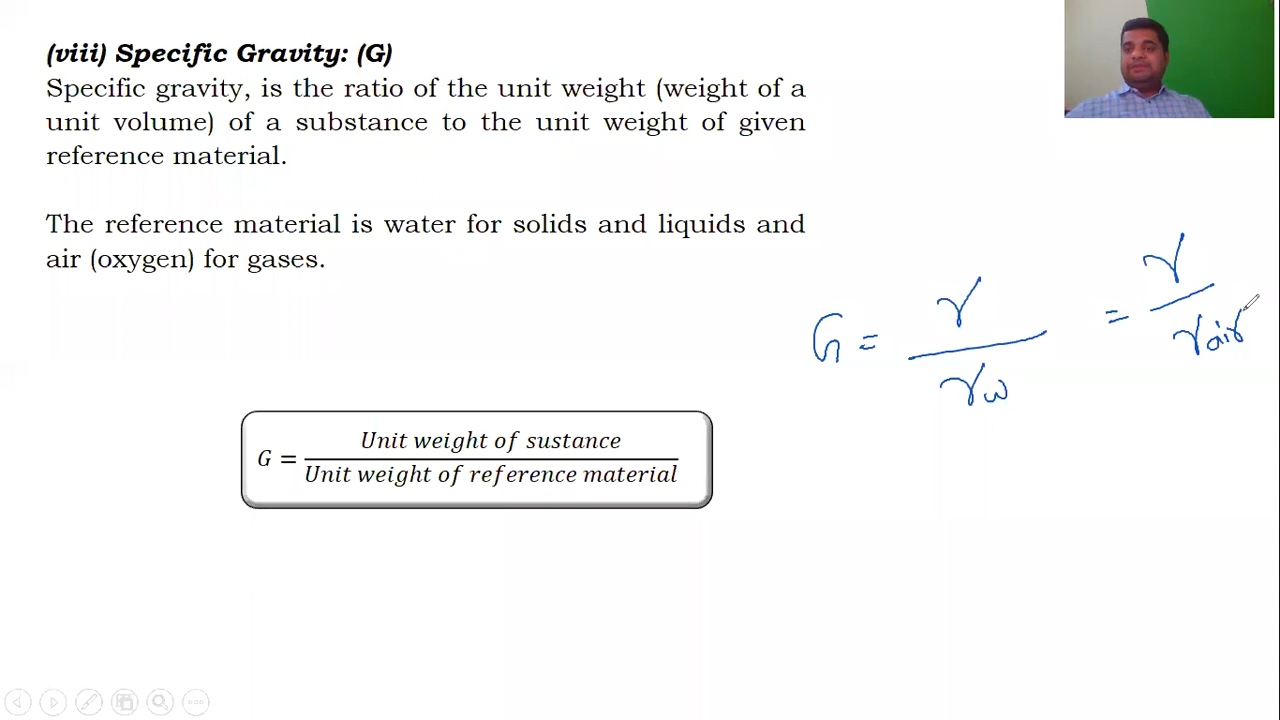 (viii) Specific Gravity: (G)
Specific gravity, is the ratio of the unit weight (weight of a
unit volume) of a substance to the unit weight of given
reference material.
The reference material is water for solids and liquids and
air (oxygen) for gases.
G = γ / γw = γ / γair
G = Unit weight of sustance / Unit weight of reference material